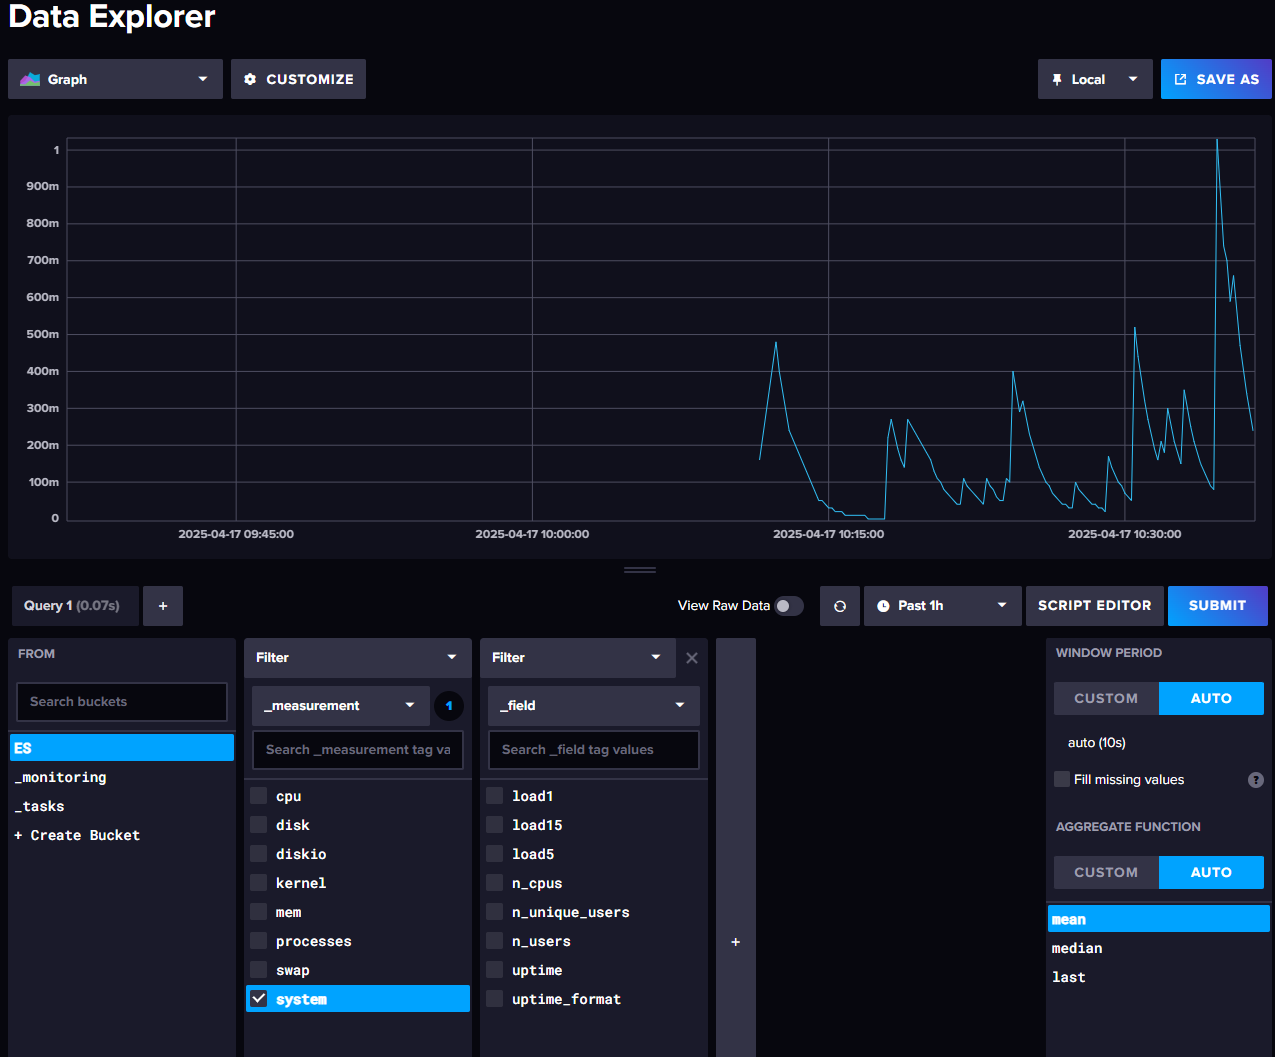 Data Explorer
Graph
CUSTOMIZE
Local
SAVE AS
1
900m
800m
700m
600m
500m
400m
300m
200m
100m
0
2025-04-17 09:45:00
2025-04-17 10:00:00
2025-04-17 10:15:00
2025-04-17 10:30:00
Query 1 (0.07s)
+
View Raw Data
Past 1h
SCRIPT EDITOR
SUBMIT
FROM
Search buckets
ES
_monitoring
_tasks
+ Create Bucket
Filter
_measurement
1
Search _measurement tag va
cpu
disk
diskio
kernel
mem
processes
swap
system
Filter
_field
Search _field tag values
load1
load15
load5
n_cpus
n_unique_users
n_users
uptime
uptime_format
+
WINDOW PERIOD
CUSTOM
AUTO
auto (10s)
Fill missing values
?
AGGREGATE FUNCTION
CUSTOM
AUTO
mean
median
last